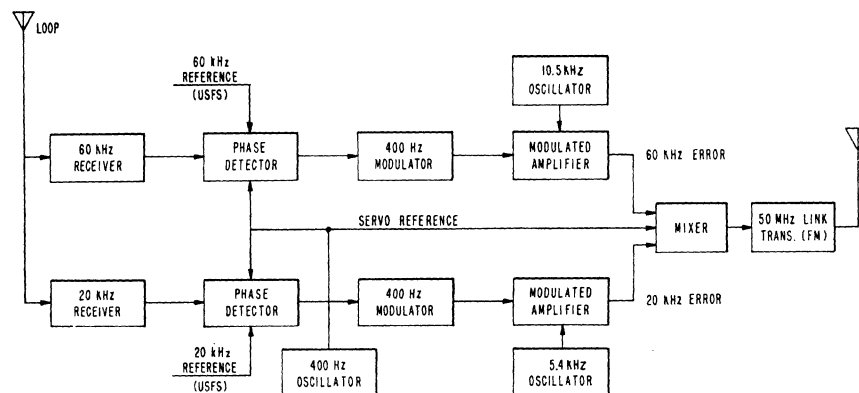 LOOP
60 kHz
REFERENCE
(USFS)
10.5 kHz
OSCILLATOR
60 kHz
RECEIVER
PHASE
DETECTOR
400 Hz
MODULATOR
MODULATED
AMPLIFIER
60 kHz ERROR
SERVO REFERENCE
MIXER
50 MHz LINK
TRANS. (FM)
20 kHz
RECEIVER
PHASE
DETECTOR
400 Hz
MODULATOR
MODULATED
AMPLIFIER
20 kHz ERROR
20 kHz
REFERENCE
(USFS)
400 Hz
OSCILLATOR
5.4 kHz
OSCILLATOR